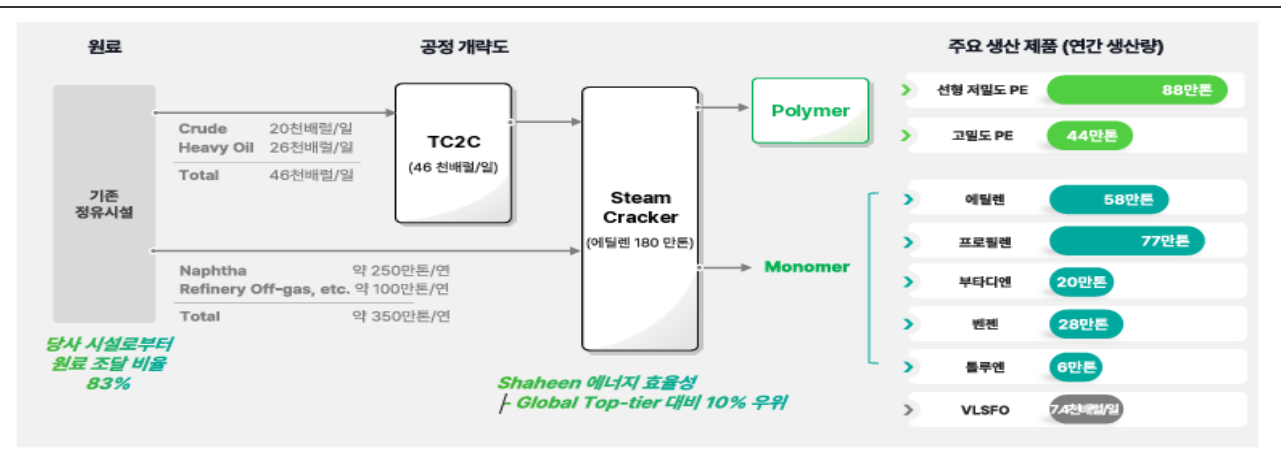 원료
공정 개략도
주요 생산 제품 (연간 생산량)
기존
정유시설
Crude 20천배럴/일
Heavy Oil 26천배럴/일
Total 46천배럴/일
Naphtha 약 250만톤/연
Refinery Off-gas, etc. 약 100만톤/연
Total 약 350만톤/연
당사 시설로부터
원료 조달 비율
83%
TC2C
(46 천배럴/일)
Steam
Cracker
(에틸렌 180 만톤)
Shaheen 에너지 효율성
├ Global Top-tier 대비 10% 우위
Polymer
Monomer
선형 저밀도 PE 88만톤
고밀도 PE 44만톤
에틸렌 58만톤
프로필렌 77만톤
부타디엔 20만톤
벤젠 28만톤
톨루엔 6만톤
VLSFO 7.4천배럴/일